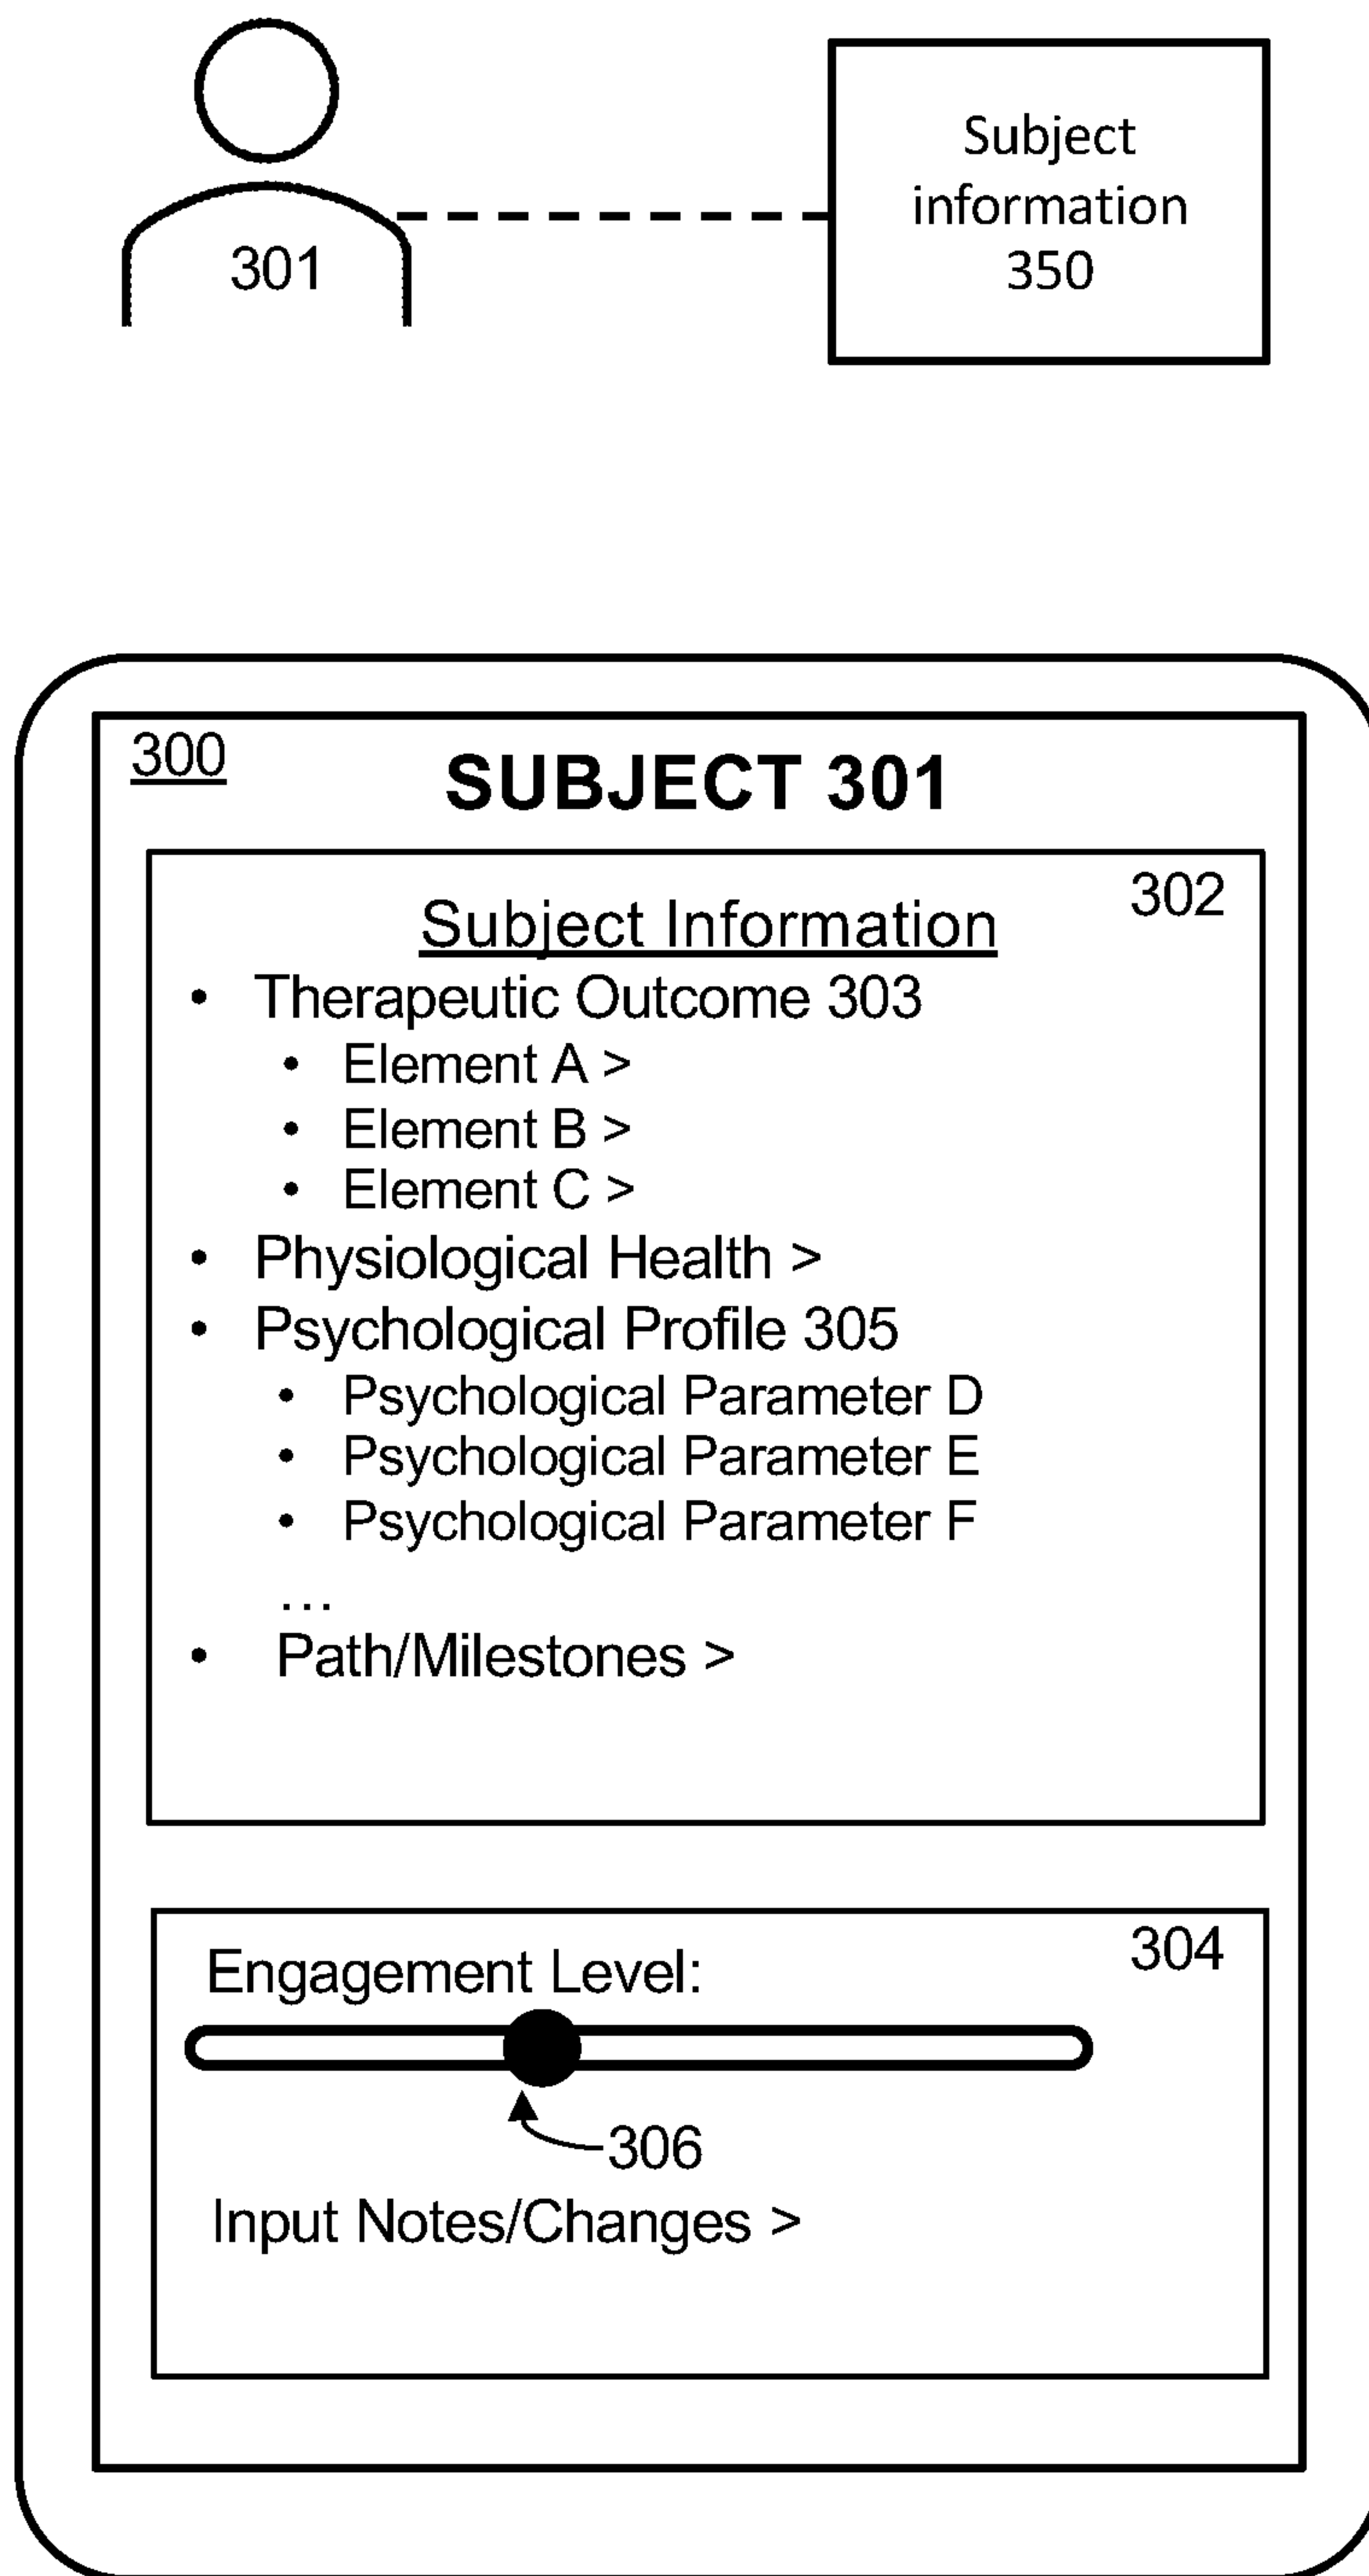 301
Subject
information
350
300
SUBJECT 301
302
Subject Information
• Therapeutic Outcome 303
• Element A >
• Element B >
• Element C >
• Physiological Health >
• Psychological Profile 305
• Psychological Parameter D
• Psychological Parameter E
• Psychological Parameter F
...
• Path/Milestones >
304
Engagement Level:
306
Input Notes/Changes >